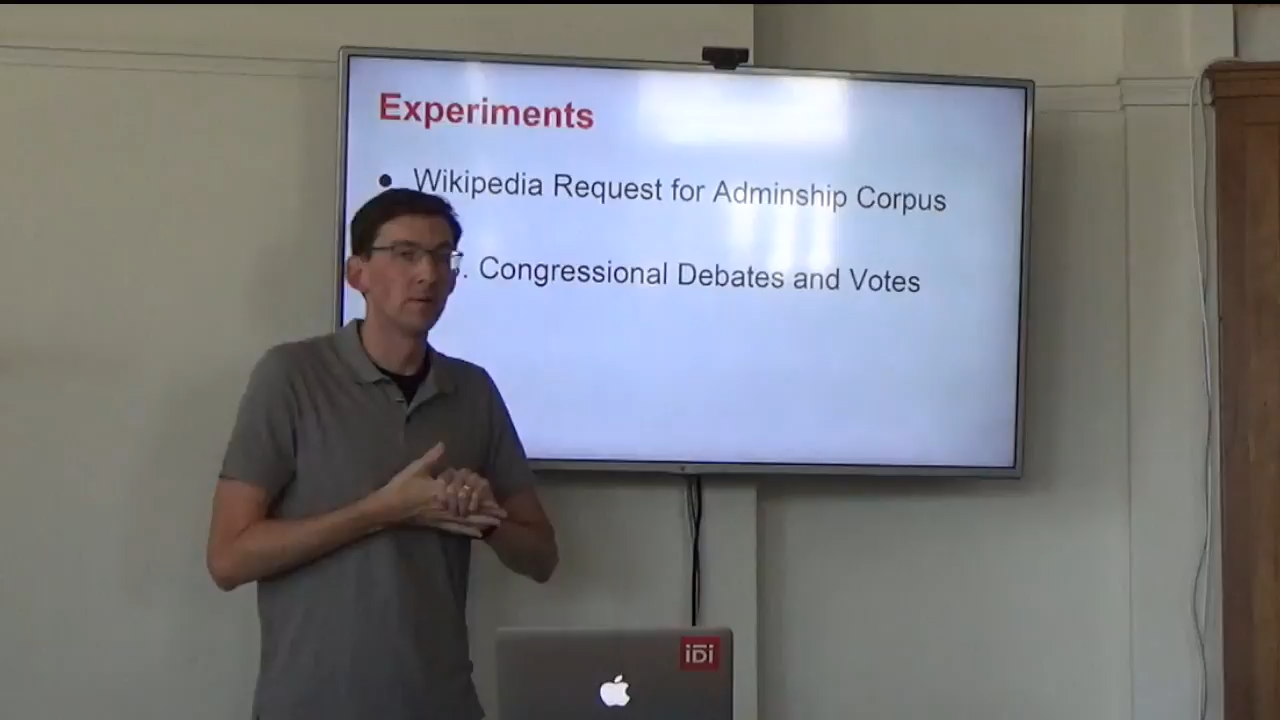 Experiments
• Wikipedia Request for Adminship Corpus
. Congressional Debates and Votes
iDi